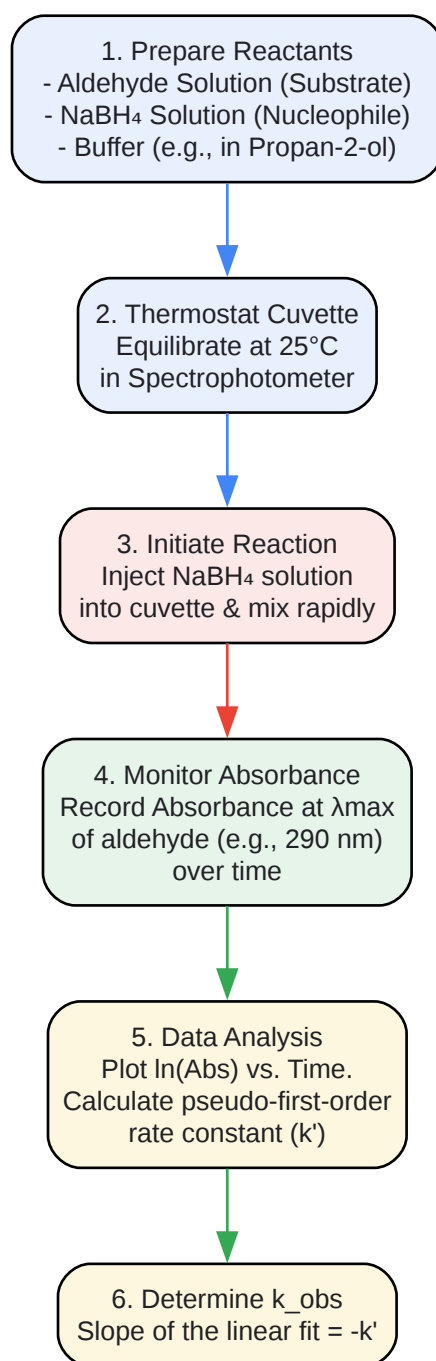 1. Prepare Reactants
- Aldehyde Solution (Substrate)
- NaBH₄ Solution (Nucleophile)
- Buffer (e.g., in Propan-2-ol)
2. Thermostat Cuvette
Equilibrate at 25°C
in Spectrophotometer
3. Initiate Reaction
Inject NaBH₄ solution
into cuvette & mix rapidly
4. Monitor Absorbance
Record Absorbance at λmax
of aldehyde (e.g., 290 nm)
over time
5. Data Analysis
Plot ln(Abs) vs. Time.
Calculate pseudo-first-order
rate constant (k')
6. Determine k_obs
Slope of the linear fit = -k'